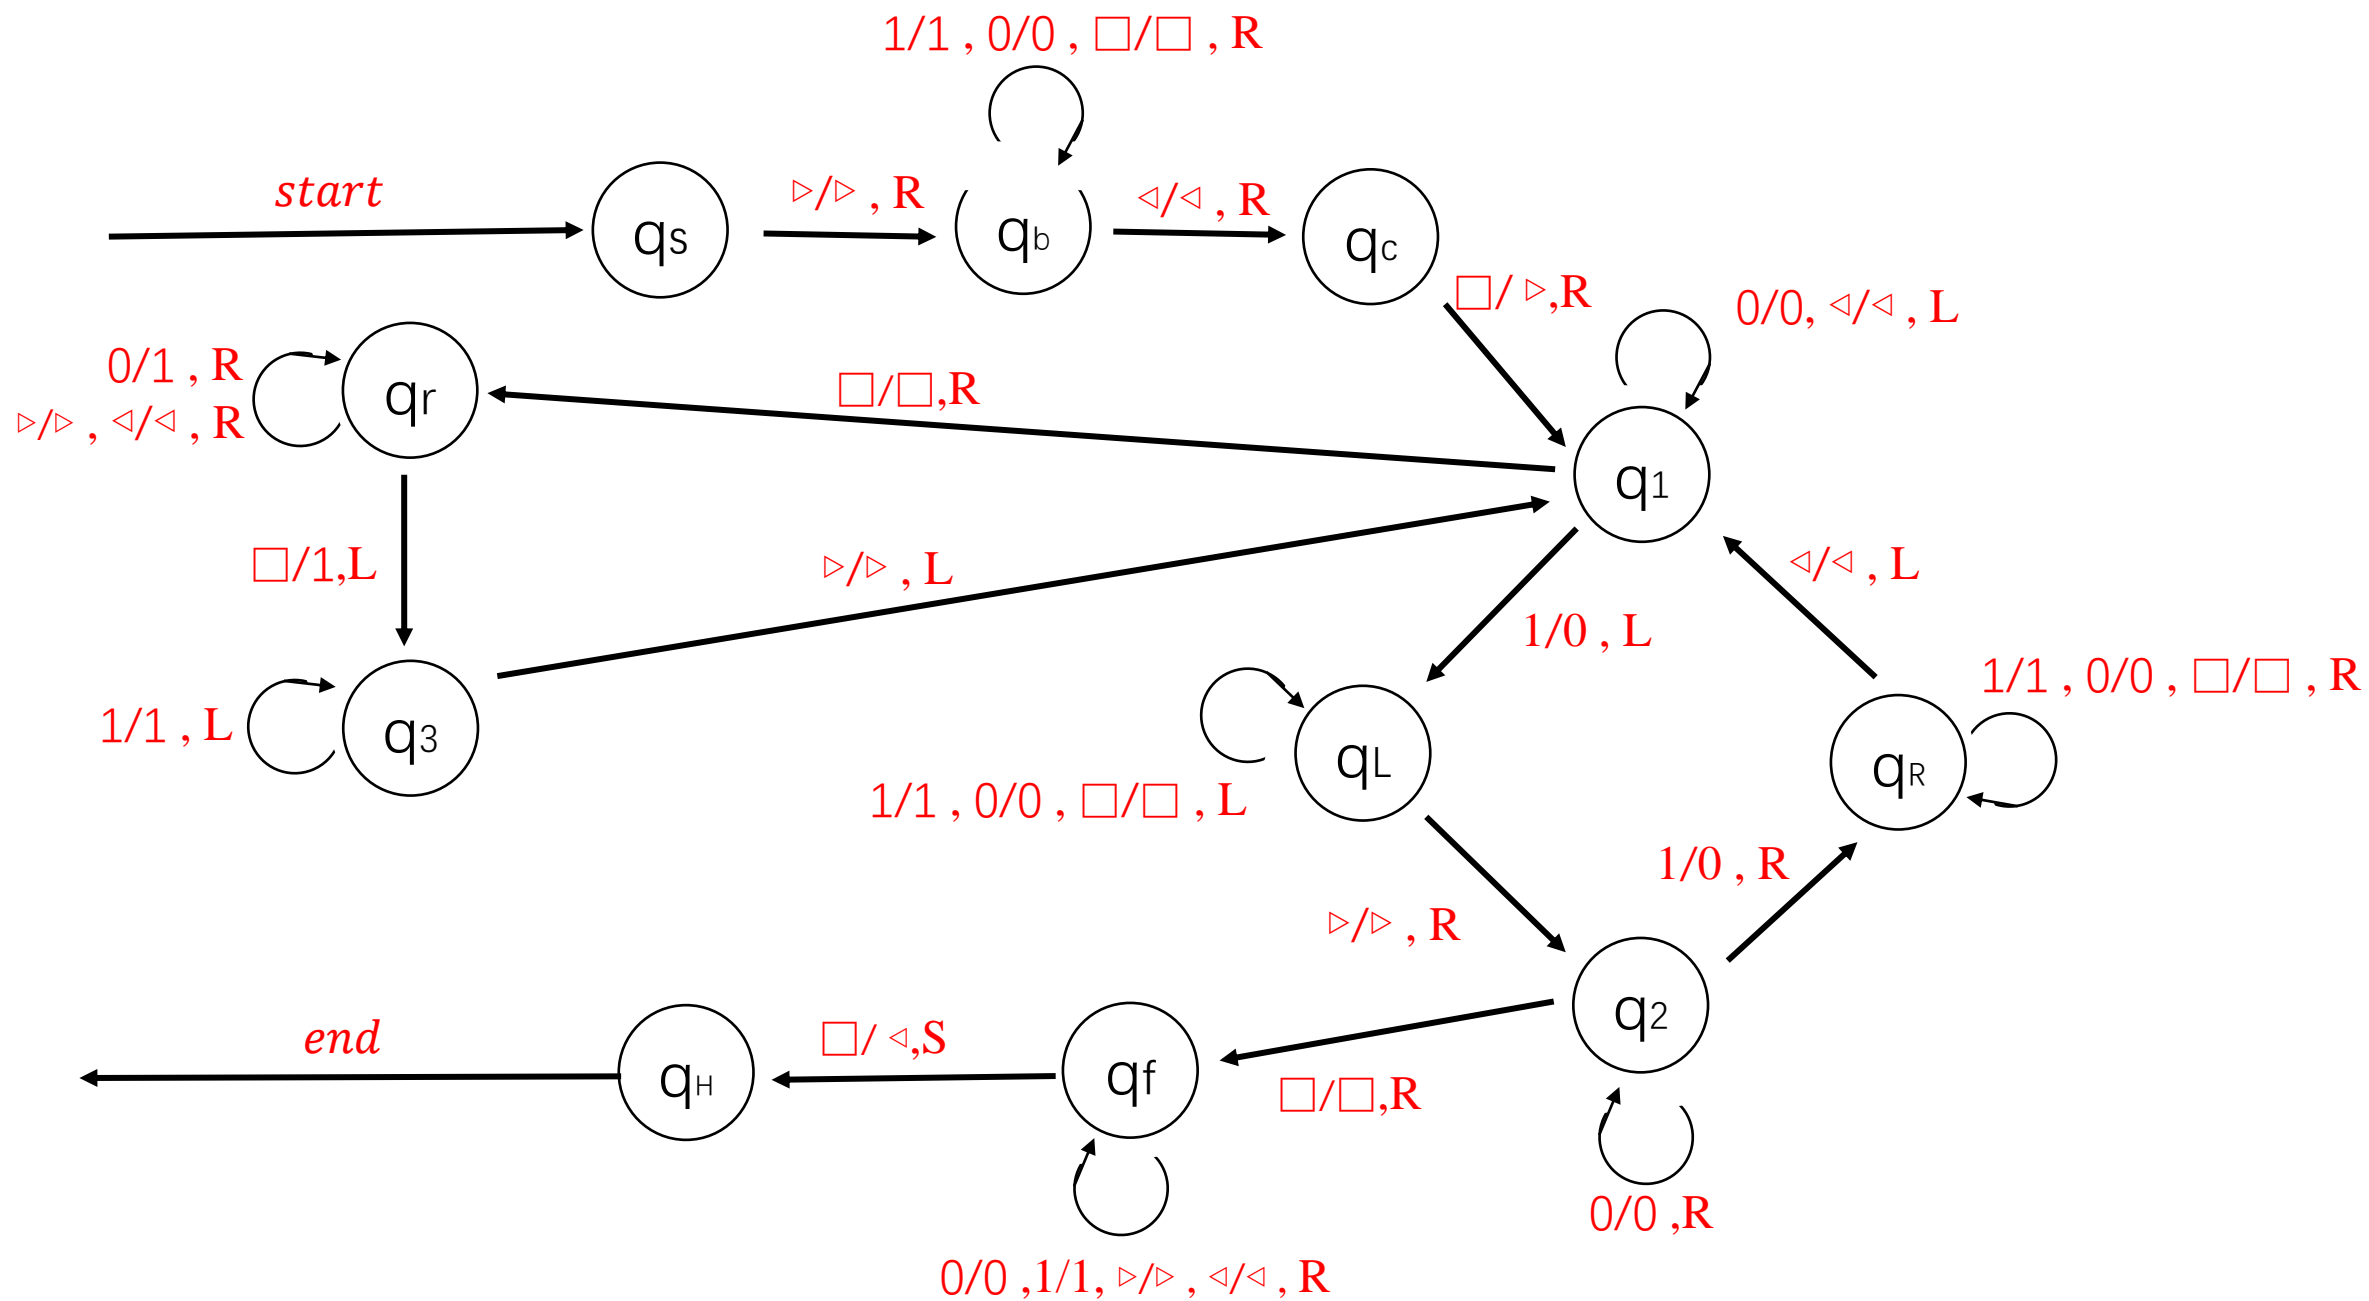 1/1 , 0/0 , □/□ , R
start
qs
▷/▷ , R
qb
◁/◁ , R
qc
□/ ▷,R
0/0, ◁/◁ , L
0/1 , R
▷/▷ , ◁/◁ , R
qr
□/□,R
q1
□/1,L
▷/▷ , L
◁/◁ , L
1/0 , L
1/1 , 0/0 , □/□ , R
1/1 , L
q3
qL
qR
1/1 , 0/0 , □/□ , L
1/0 , R
▷/▷ , R
end
qH
□/ ◁,S
qf
□/□,R
q2
0/0 ,R
0/0 ,1/1, ▷/▷ , ◁/◁ , R